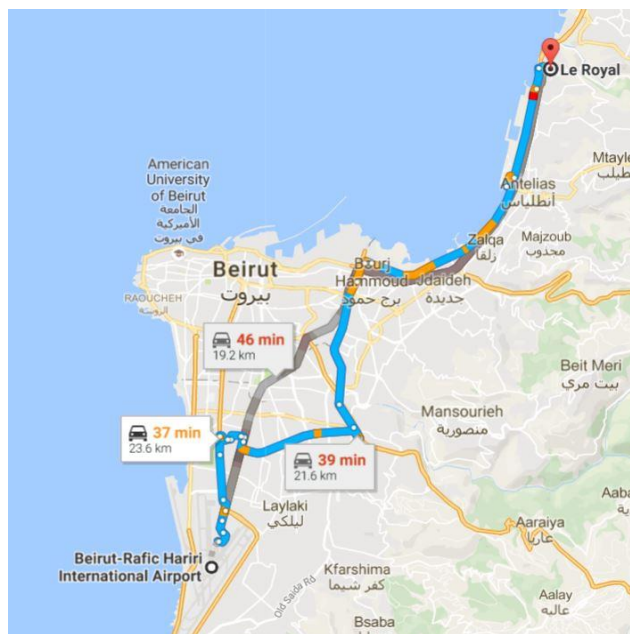 Le Royal
Mtayle
مطيلب
American
University
of Beirut
الجامعة
الأميركية
في بيروت
Antelias
أنطلياس
Zalqa
زلقا
Majzoub
مجذوب
Beirut
بيروت
Bourj
Hammoud
برج حمود
Jdaideh
جديدة
RAOUCHEH
الروشة
46 min
19.2 km
Beit Meri
بيت مري
Mansourieh
منصورية
37 min
23.6 km
39 min
21.6 km
Laylaki
ليلكي
Aaba
Aaraiya
عاريا
Beirut-Rafic Hariri
International Airport
Kfarshima
كفر شيما
Old Saida Rd
Aalay
عاليه
Bsaba